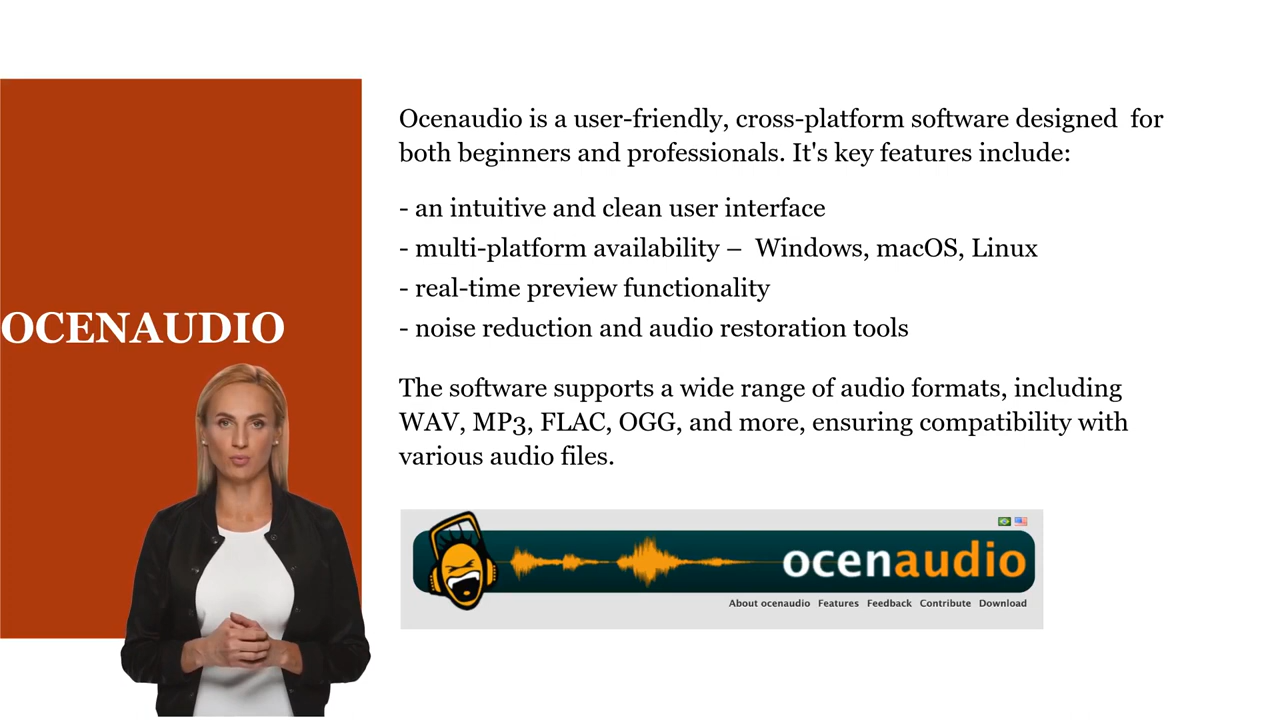 OCENAUDIO
Ocenaudio is a user-friendly, cross-platform software designed  for
both beginners and professionals. It's key features include:
- an intuitive and clean user interface
- multi-platform availability –  Windows, macOS, Linux
- real-time preview functionality
- noise reduction and audio restoration tools
The software supports a wide range of audio formats, including
WAV, MP3, FLAC, OGG, and more, ensuring compatibility with
various audio files.
ocenaudio
About ocenaudio Features Feedback Contribute Download